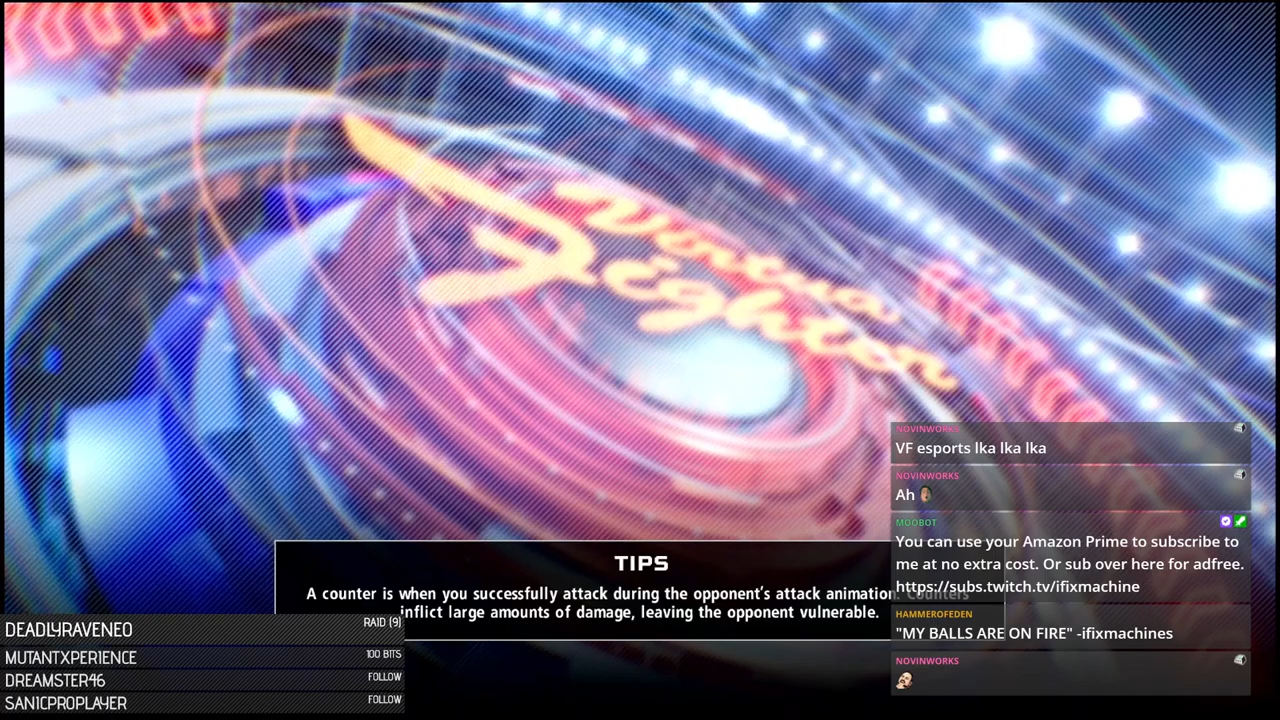 Virtua
Fighter
NOVINWORKS
VF esports lka lka lka
NOVINWORKS
Ah
MOOBOT
You can use your Amazon Prime to subscribe to
me at no extra cost. Or sub over here for adfree.
https://subs.twitch.tv/ifixmachine
HAMMEROFEDEN
"MY BALLS ARE ON FIRE" -ifixmachines
NOVINWORKS
TIPS
A counter is when you successfully attack during the opponent's attack animation. Counters
inflict large amounts of damage, leaving the opponent vulnerable.
DEADLYRAVENEO RAID (9)
MUTANTXPERIENCE 100 BITS
DREAMSTER46 FOLLOW
SANICPROPLAYER FOLLOW